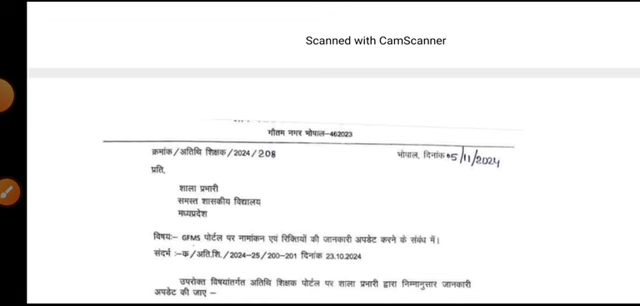 Scanned with CamScanner
गौतम नगर भोपाल–462023
क्रमांक/अतिथि शिक्षक/2024/208
भोपाल, दिनांक 05/11/2024
प्रति,
शाला प्रभारी
समस्त शासकीय विद्यालय
मध्यप्रदेश
विषयः– GFMS पोर्टल पर नामांकन एवं रिक्तियों की जानकारी अपडेट करने के संबंध में।
संदर्भ :–क/अति.शि./2024–25/200–201 दिनांक 23.10.2024
उपरोक्त विषयांतर्गत अतिथि शिक्षक पोर्टल पर शाला प्रभारी द्वारा निम्नानुसार जानकारी
अपडेट की जाए –